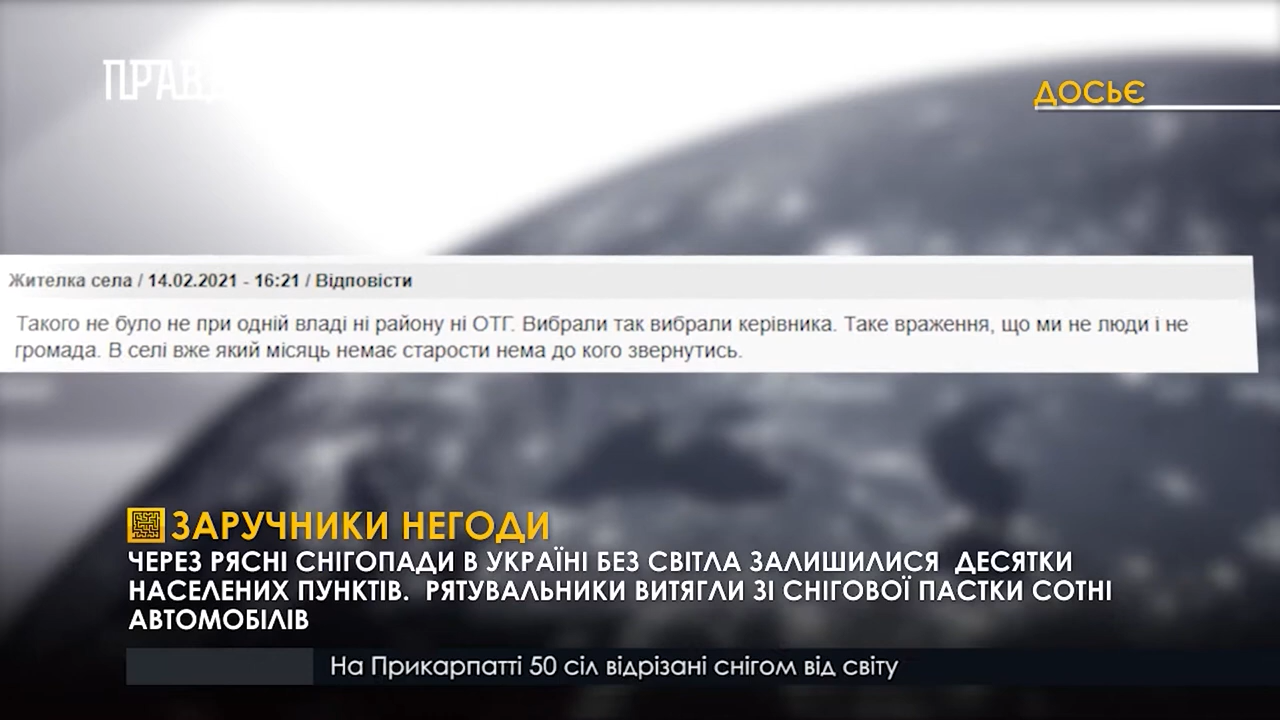 ДОСЬЄ
Жителка села / 14.02.2021 - 16:21 / Відповісти
Такого не було не при одній владі ні району ні ОТГ. Вибрали так вибрали керівника. Таке враження, що ми не люди і не
громада. В селі вже який місяць немає старости нема до кого звернутись.
ЗАРУЧНИКИ НЕГОДИ
ЧЕРЕЗ РЯСНІ СНІГОПАДИ В УКРАЇНІ БЕЗ СВІТЛА ЗАЛИШИЛИСЯ ДЕСЯТКИ
НАСЕЛЕНИХ ПУНКТІВ. РЯТУВАЛЬНИКИ ВИТЯГЛИ ЗІ СНІГОВОЇ ПАСТКИ СОТНІ
АВТОМОБІЛІВ
На Прикарпатті 50 сіл відрізані снігом від світу